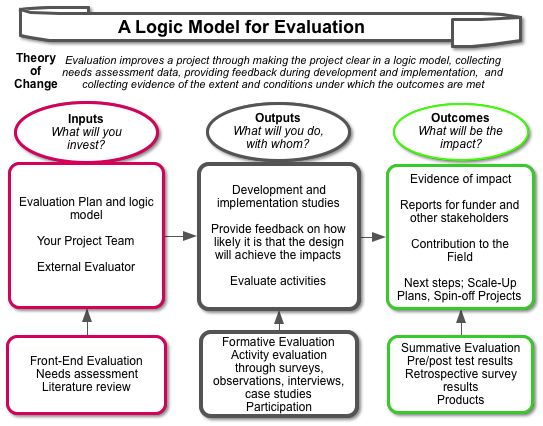 A Logic Model for Evaluation
Theory
of
Change
Evaluation improves a project through making the project clear in a logic model, collecting
needs assessment data, providing feedback during development and implementation, and
collecting evidence of the extent and conditions under which the outcomes are met
Inputs
What will you
invest?
Outputs
What will you do,
with whom?
Outcomes
What will be the
impact?
Evaluation Plan and logic
model
Your Project Team
External Evaluator
Development and
implementation studies
Provide feedback on how
likely it is that the design
will achieve the impacts
Evaluate activities
Evidence of impact
Reports for funder and
other stakeholders
Contribution to the
Field
Next steps; Scale-Up
Plans, Spin-off Projects
Front-End Evaluation
Needs assessment
Literature review
Formative Evaluation
Activity evaluation
through surveys,
observations, interviews,
case studies
Participation
Summative Evaluation
Pre/post test results
Retrospective survey
results
Products